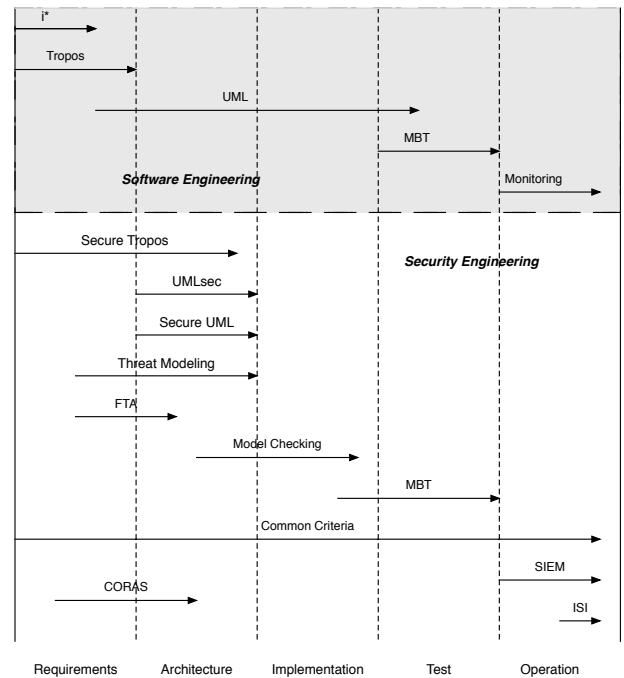 i*
Tropos
UML
MBT
Software Engineering
Monitoring
Secure Tropos
Security Engineering
UMLsec
Secure UML
Threat Modeling
FTA
Model Checking
MBT
Common Criteria
SIEM
CORAS
ISI
Requirements Architecture Implementation Test Operation